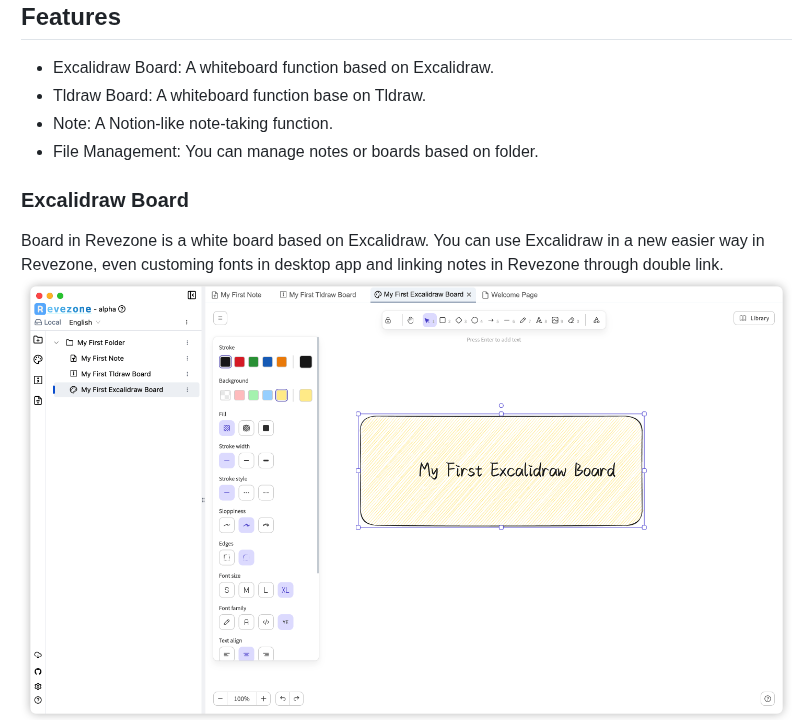 Features
Excalidraw Board: A whiteboard function based on Excalidraw.
Tldraw Board: A whiteboard function base on Tldraw.
Note: A Notion-like note-taking function.
File Management: You can manage notes or boards based on folder.
Excalidraw Board
Board in Revezone is a white board based on Excalidraw. You can use Excalidraw in a new easier way in
Revezone, even customing fonts in desktop app and linking notes in Revezone through double link.
My First Note
My First Tldraw Board
My First Excalidraw Board
Welcome Page
Revezone - alpha
Local
English
My First Folder
My First Note
My First Tldraw Board
My First Excalidraw Board
Library
Press Enter to add text
Stroke
Background
Fill
Stroke width
Stroke style
Sloppiness
Edges
Font size
S M L XL
Font family
Text align
My First Excalidraw Board
100%